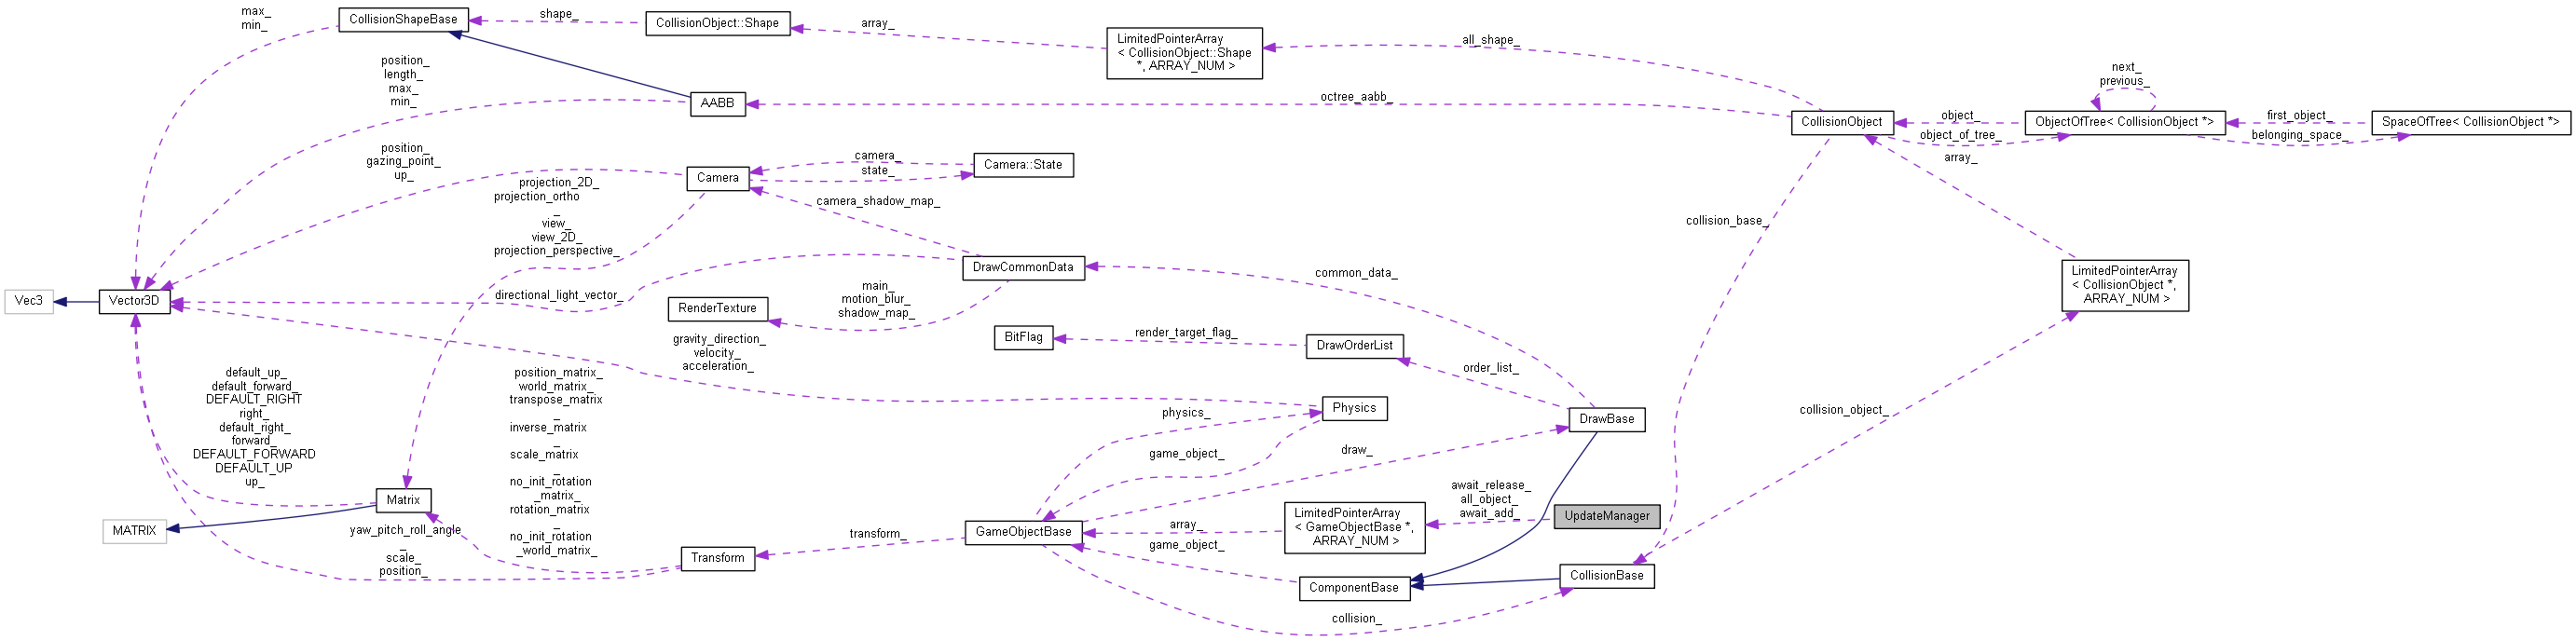 max_
min_
CollisionShapeBase
shape_
CollisionObject::Shape
array_
LimitedPointerArray
< CollisionObject::Shape
*, ARRAY_NUM >
all_shape_
position_
length_
max_
min_
AABB
octree_aabb_
CollisionObject
object_
object_of_tree_
next_
previous_
ObjectOfTree< CollisionObject *>
first_object_
belonging_space_
SpaceOfTree< CollisionObject *>
position_
gazing_point_
up_
Camera
camera_
state_
Camera::State
array_
projection_2D_
projection_ortho
_
view_
view_2D_
projection_perspective_
camera_shadow_map_
collision_base_
DrawCommonData
common_data_
LimitedPointerArray
< CollisionObject *,
ARRAY_NUM >
Vec3
Vector3D
directional_light_vector_
RenderTexture
main_
motion_blur_
shadow_map_
BitFlag
render_target_flag_
DrawOrderList
gravity_direction_
velocity_
acceleration_
order_list_
default_up_
default_forward_
DEFAULT_RIGHT
right_
default_right_
forward_
DEFAULT_FORWARD
DEFAULT_UP
up_
position_matrix_
world_matrix_
transpose_matrix
_
inverse_matrix
_
scale_matrix
_
no_init_rotation
_matrix_
rotation_matrix
_
no_init_rotation
_world_matrix_
physics_
Physics
DrawBase
collision_object_
game_object_
draw_
Matrix
MATRIX
yaw_pitch_roll_angle
_
scale_
position_
Transform
transform_
GameObjectBase
array_
LimitedPointerArray
< GameObjectBase *,
ARRAY_NUM >
await_release_
all_object_
await_add_
UpdateManager
game_object_
ComponentBase
CollisionBase
collision_